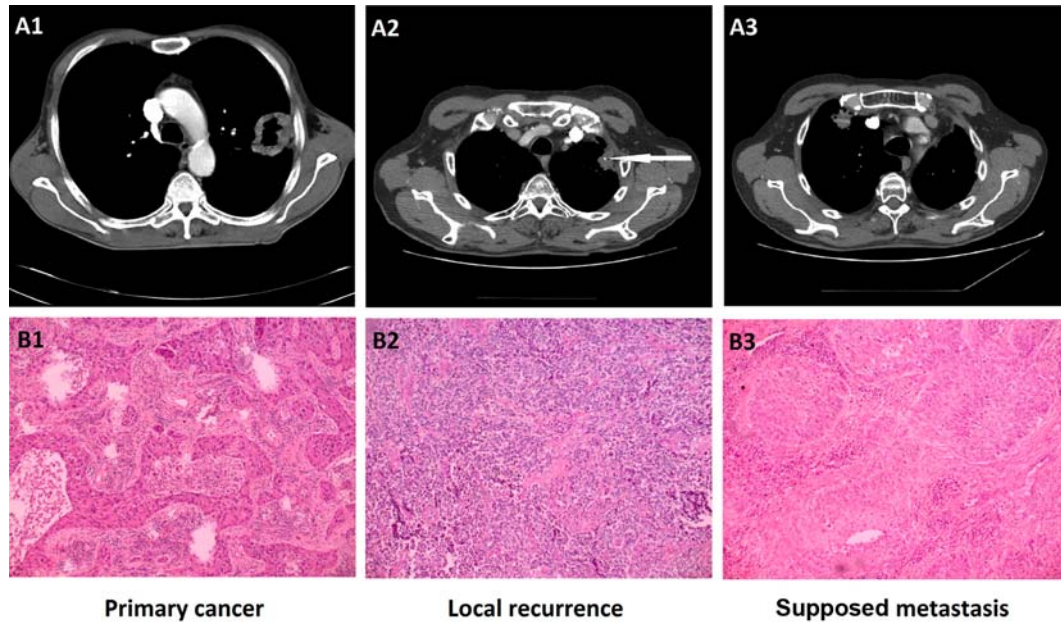 A1
A2
A3
B1
B2
B3
Primary cancer
Local recurrence
Supposed metastasis